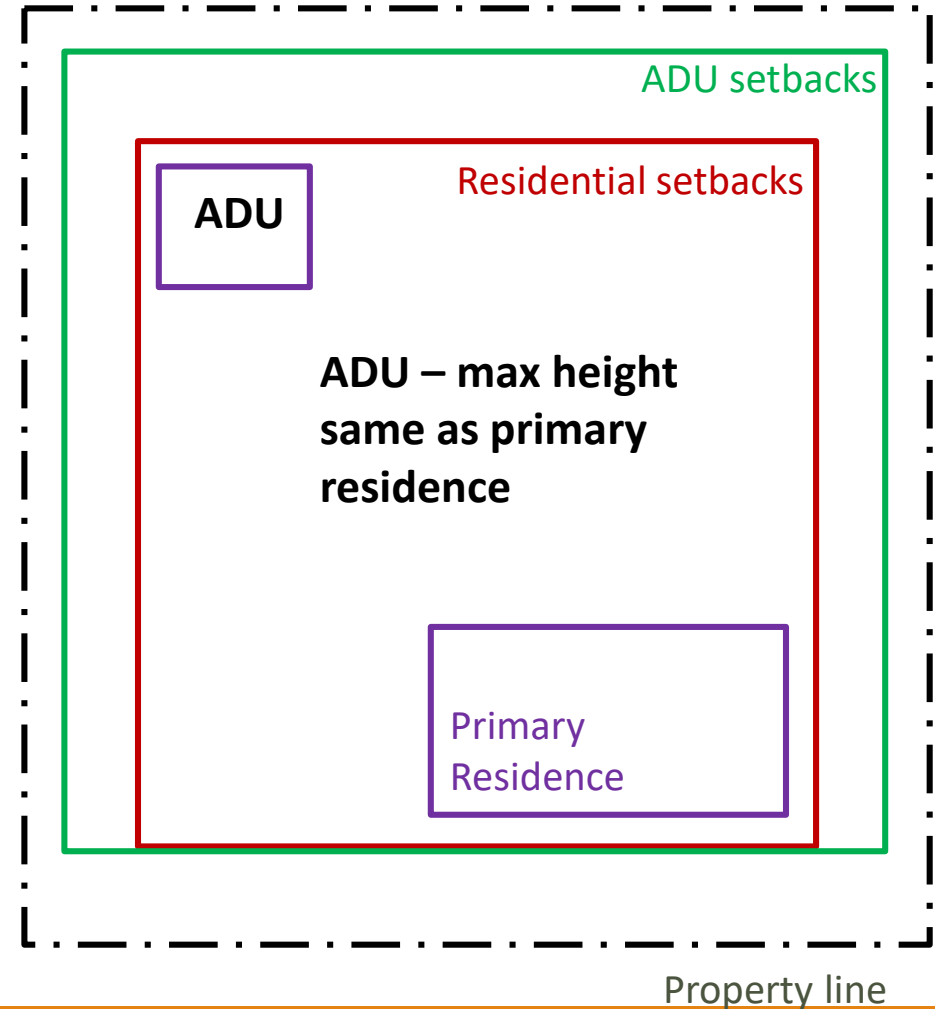 ADU setbacks
Residential setbacks
ADU
ADU – max height
same as primary
residence
Primary
Residence
Property line